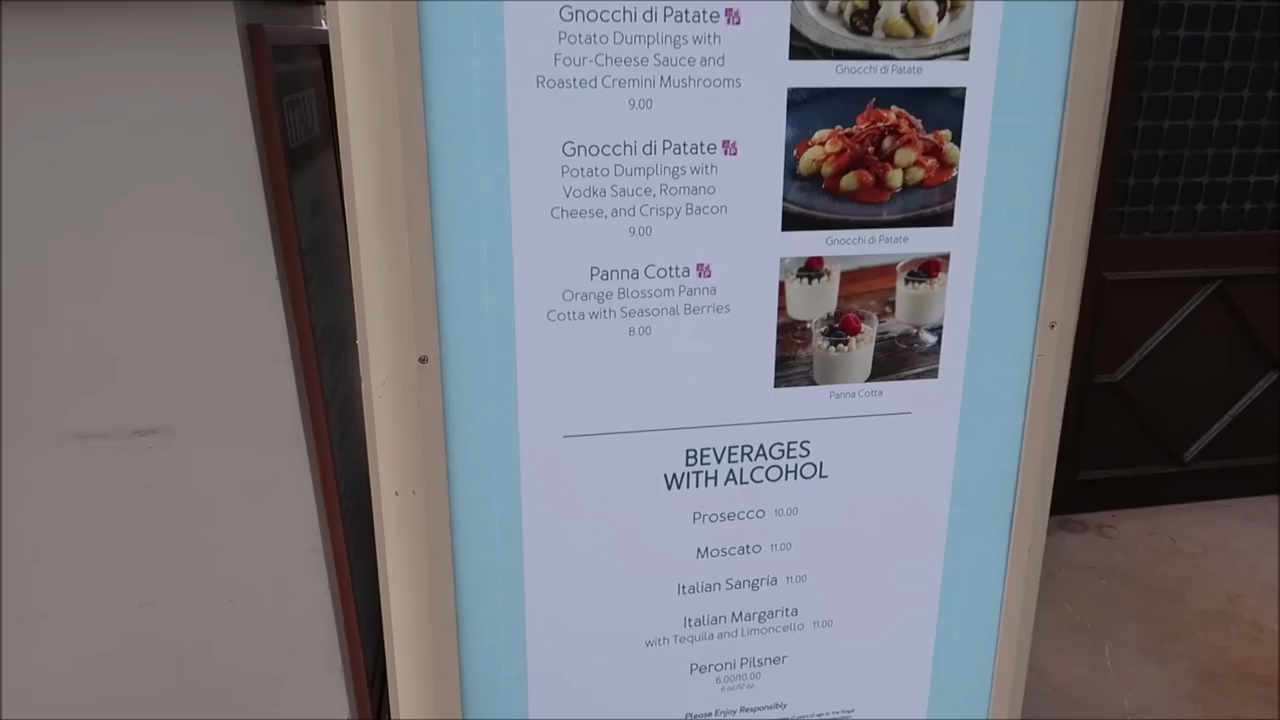 Gnocchi di Patate
Potato Dumplings with
Four-Cheese Sauce and
Roasted Cremini Mushrooms
9.00
Gnocchi di Patate
Gnocchi di Patate
Potato Dumplings with
Vodka Sauce, Romano
Cheese, and Crispy Bacon
9.00
Gnocchi di Patate
Panna Cotta
Orange Blossom Panna
Cotta with Seasonal Berries
8.00
Panna Cotta
BEVERAGES
WITH ALCOHOL
Prosecco 10.00
Moscato 11.00
Italian Sangria 11.00
Italian Margarita
with Tequila and Limoncello 11.00
Peroni Pilsner
6.00/10.00
Please Enjoy Responsibly